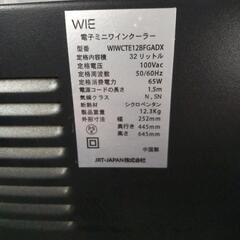 WIE
電子ミニワインクーラー
型番 WIWCTE12BFGADX
定格内容積 32リットル
定格電圧 100Vac
定格周波数 50/60Hz
定格消費電力 65W
電源コードの長さ 1.5m
気候クラス N, SN
断熱材 シクロペンタン
総重量 12.3Kg
外形寸法 幅 252mm
奥行き 445mm
高さ 645mm
中国製
JRT-JAPAN株式会社